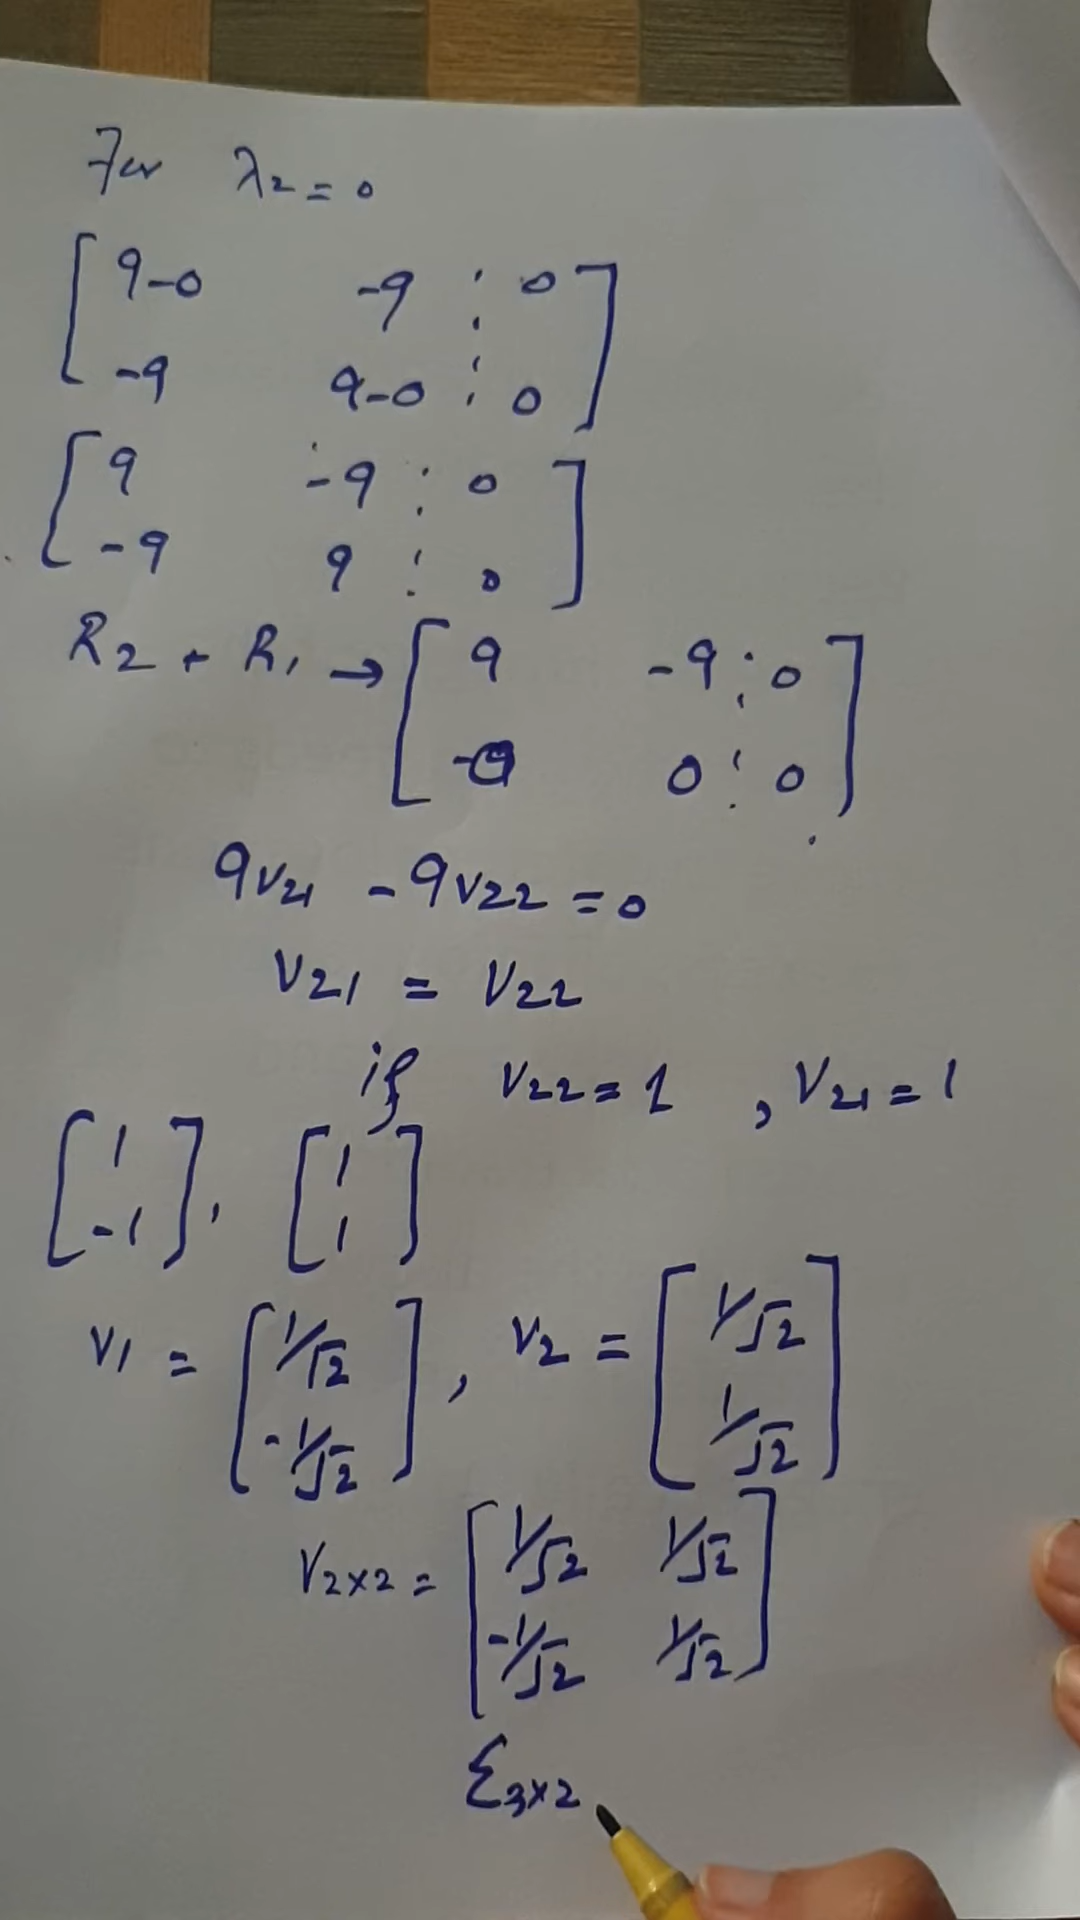 For λ2 = 0
[ 9-0 -9 ⋮ 0 ]
[ -9 9-0 ⋮ 0 ]
[ 9 -9 ⋮ 0 ]
[ -9 9 ⋮ 0 ]
R2 + R1 → [ 9 -9 ⋮ 0 ]
[ 0 0 ⋮ 0 ]
9V21 - 9V22 = 0
V21 = V22
if V22 = 1 , V21 = 1
[ 1 ] , [ 1 ]
[ -1 ] [ 1 ]
V1 = [ 1/√2 ] , V2 = [ 1/√2 ]
[ -1/√2 ] [ 1/√2 ]
V2×2 = [ 1/√2 1/√2 ]
[ -1/√2 1/√2 ]
Σ3×2